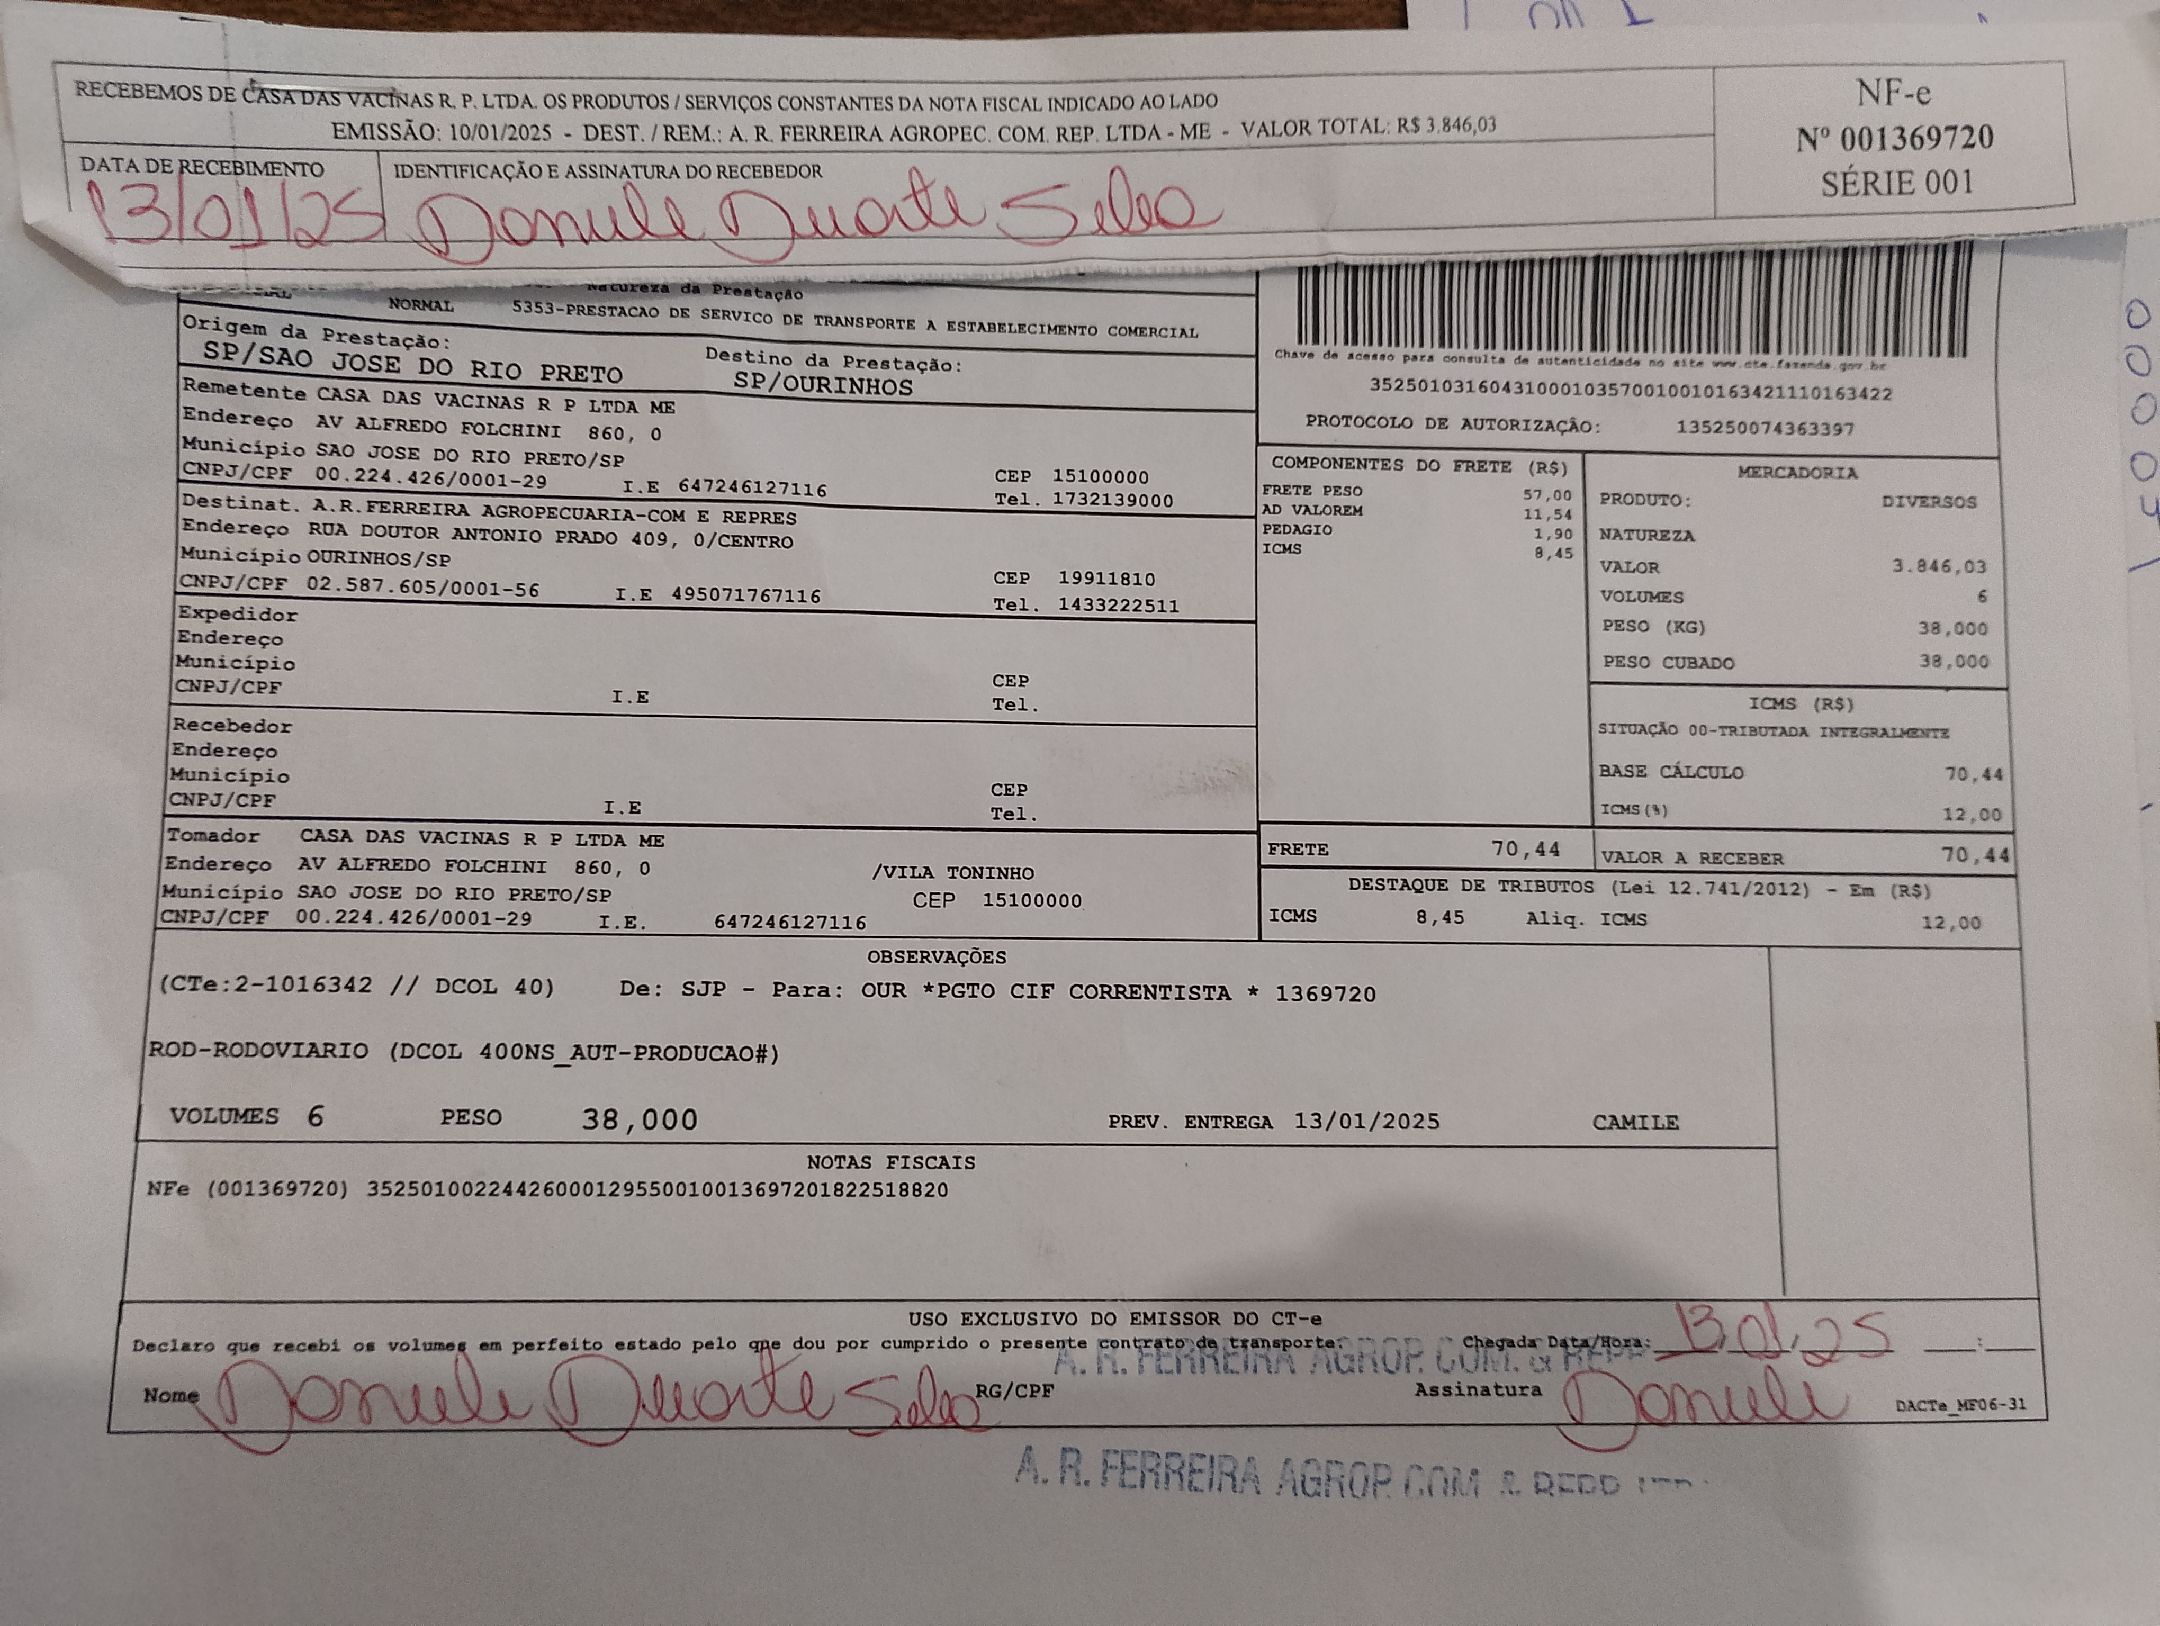 RECEBEMOS DE CASA DAS VACINAS R. P. LTDA. OS PRODUTOS / SERVIÇOS CONSTANTES DA NOTA FISCAL INDICADO AO LADO
EMISSÃO: 10/01/2025 - DEST. / REM.: A. R. FERREIRA AGROPEC. COM. REP. LTDA - ME - VALOR TOTAL: R$ 3.846,03
NF-e
Nº 001369720
SÉRIE 001
DATA DE RECEBIMENTO IDENTIFICAÇÃO E ASSINATURA DO RECEBEDOR
13/01/25 Duarte
Natureza da Prestação
NORMAL 5353-PRESTACAO DE SERVICO DE TRANSPORTE A ESTABELECIMENTO COMERCIAL
Origem da Prestação: Destino da Prestação:
SP/SAO JOSE DO RIO PRETO SP/OURINHOS
Remetente CASA DAS VACINAS R P LTDA ME
Endereço AV ALFREDO FOLCHINI 860, 0
Município SAO JOSE DO RIO PRETO/SP CEP 15100000
CNPJ/CPF 00.224.426/0001-29 I.E 647246127116 Tel. 1732139000
Destinat. A.R.FERREIRA AGROPECUARIA-COM E REPRES
Endereço RUA DOUTOR ANTONIO PRADO 409, 0/CENTRO
Município OURINHOS/SP CEP 19911810
CNPJ/CPF 02.587.605/0001-56 I.E 495071767116 Tel. 1433222511
Expedidor
Endereço
Município CEP
CNPJ/CPF I.E Tel.
Recebedor
Endereço
Município CEP
CNPJ/CPF I.E Tel.
Tomador CASA DAS VACINAS R P LTDA ME
Endereço AV ALFREDO FOLCHINI 860, 0 /VILA TONINHO
Município SAO JOSE DO RIO PRETO/SP CEP 15100000
CNPJ/CPF 00.224.426/0001-29 I.E. 647246127116
Chave de acesso para consulta de autenticidade no site www.cte.fazenda.gov.br
35250103160431000103570010010163421110163422
PROTOCOLO DE AUTORIZAÇÃO: 135250074363397
COMPONENTES DO FRETE (R$)
FRETE PESO 57,00
AD VALOREM 11,54
PEDAGIO 1,90
ICMS 8,45
MERCADORIA
PRODUTO: DIVERSOS
NATUREZA
VALOR 3.846,03
VOLUMES 6
PESO (KG) 38,000
PESO CUBADO 38,000
ICMS (R$)
SITUAÇÃO 00-TRIBUTADA INTEGRALMENTE
BASE CÁLCULO 70,44
ICMS(%) 12,00
FRETE 70,44 VALOR A RECEBER 70,44
DESTAQUE DE TRIBUTOS (Lei 12.741/2012) - Em (R$)
ICMS 8,45 Aliq. ICMS 12,00
OBSERVAÇÕES
(CTe:2-1016342 // DCOL 40) De: SJP - Para: OUR *PGTO CIF CORRENTISTA * 1369720
ROD-RODOVIARIO (DCOL 400NS_AUT-PRODUCAO#)
VOLUMES 6 PESO 38,000 PREV. ENTREGA 13/01/2025 CAMILE
NOTAS FISCAIS
NFe (001369720) 35250100224426000129550010013697201822518820
USO EXCLUSIVO DO EMISSOR DO CT-e
Declaro que recebi os volumes em perfeito estado pelo que dou por cumprido o presente contrato de transporte. Chegada Data/Hora: 13 01 25 :
A. R. FERREIRA AGROP. COM. & REPR
Nome Duarte RG/CPF Assinatura DACTe_MF06-31
A. R. FERREIRA AGROP. COM & REPR